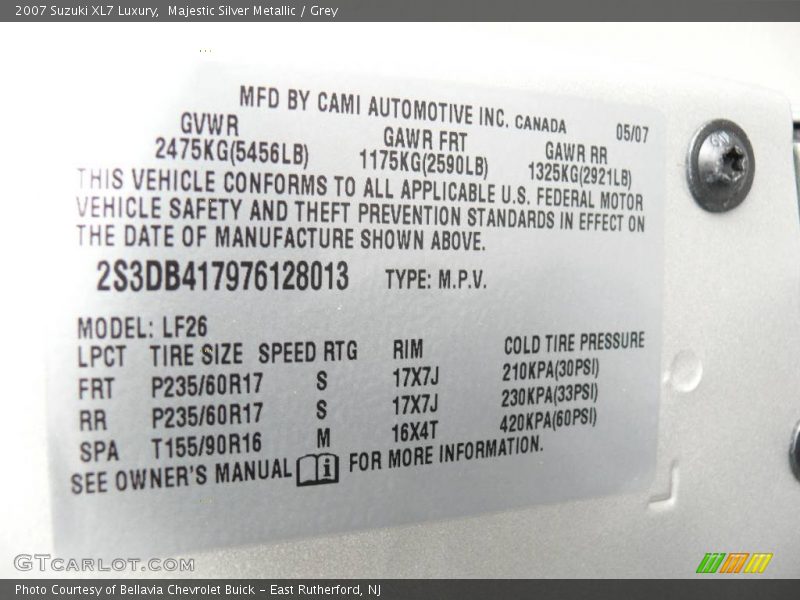 2007 Suzuki XL7 Luxury,  Majestic Silver Metallic / Grey
MFD BY CAMI AUTOMOTIVE INC. CANADA 05/07
GVWR GAWR FRT GAWR RR
2475KG(5456LB) 1175KG(2590LB) 1325KG(2921LB)
THIS VEHICLE CONFORMS TO ALL APPLICABLE U.S. FEDERAL MOTOR
VEHICLE SAFETY AND THEFT PREVENTION STANDARDS IN EFFECT ON
THE DATE OF MANUFACTURE SHOWN ABOVE.
2S3DB417976128013 TYPE: M.P.V.
MODEL: LF26
LPCT TIRE SIZE SPEED RTG RIM COLD TIRE PRESSURE
FRT P235/60R17 S 17X7J 210KPA(30PSI)
RR P235/60R17 S 17X7J 230KPA(33PSI)
SPA T155/90R16 M 16X4T 420KPA(60PSI)
SEE OWNER'S MANUAL FOR MORE INFORMATION.
GTcarlot.com
Photo Courtesy of Bellavia Chevrolet Buick - East Rutherford, NJ